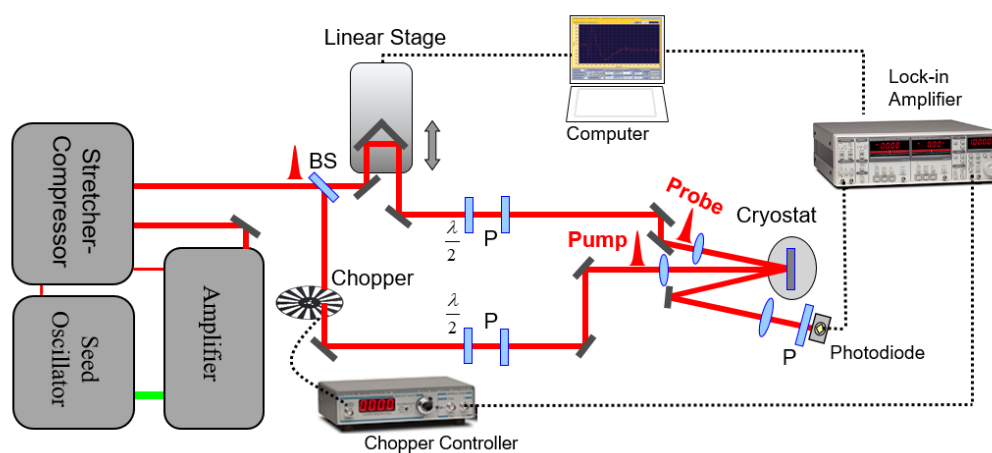 Linear Stage
Computer
Lock-in
Amplifier
Stretcher-
Compressor
BS
λ/2
P
Probe
Cryostat
Pump
Chopper
λ/2
P
Amplifier
Seed
Oscillator
P
Photodiode
0000
Chopper Controller